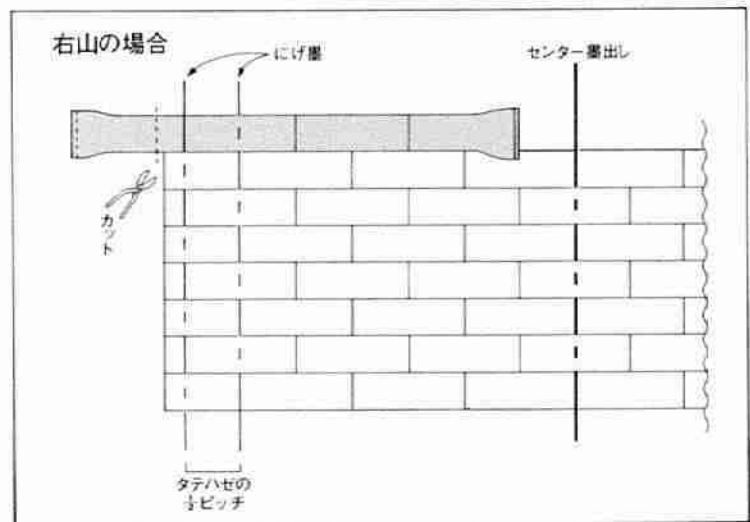 右山の場合
にげ墨
センター墨出し
カット
タテハゼの
½ピッチ